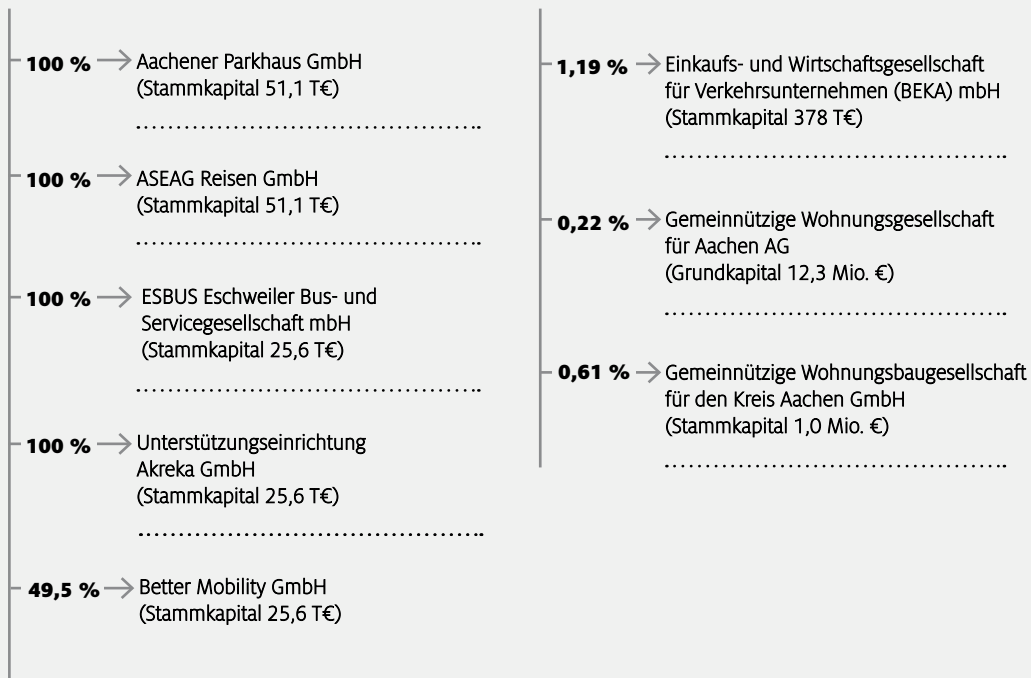 100 % Aachener Parkhaus GmbH
(Stammkapital 51,1 T€)
100 % ASEAG Reisen GmbH
(Stammkapital 51,1 T€)
100 % ESBUS Eschweiler Bus- und
Servicegesellschaft mbH
(Stammkapital 25,6 T€)
100 % Unterstützungseinrichtung
Akreka GmbH
(Stammkapital 25,6 T€)
49,5 % Better Mobility GmbH
(Stammkapital 25,6 T€)
1,19 % Einkaufs- und Wirtschaftsgesellschaft
für Verkehrsunternehmen (BEKA) mbH
(Stammkapital 378 T€)
0,22 % Gemeinnützige Wohnungsgesellschaft
für Aachen AG
(Grundkapital 12,3 Mio. €)
0,61 % Gemeinnützige Wohnungsbaugesellschaft
für den Kreis Aachen GmbH
(Stammkapital 1,0 Mio. €)